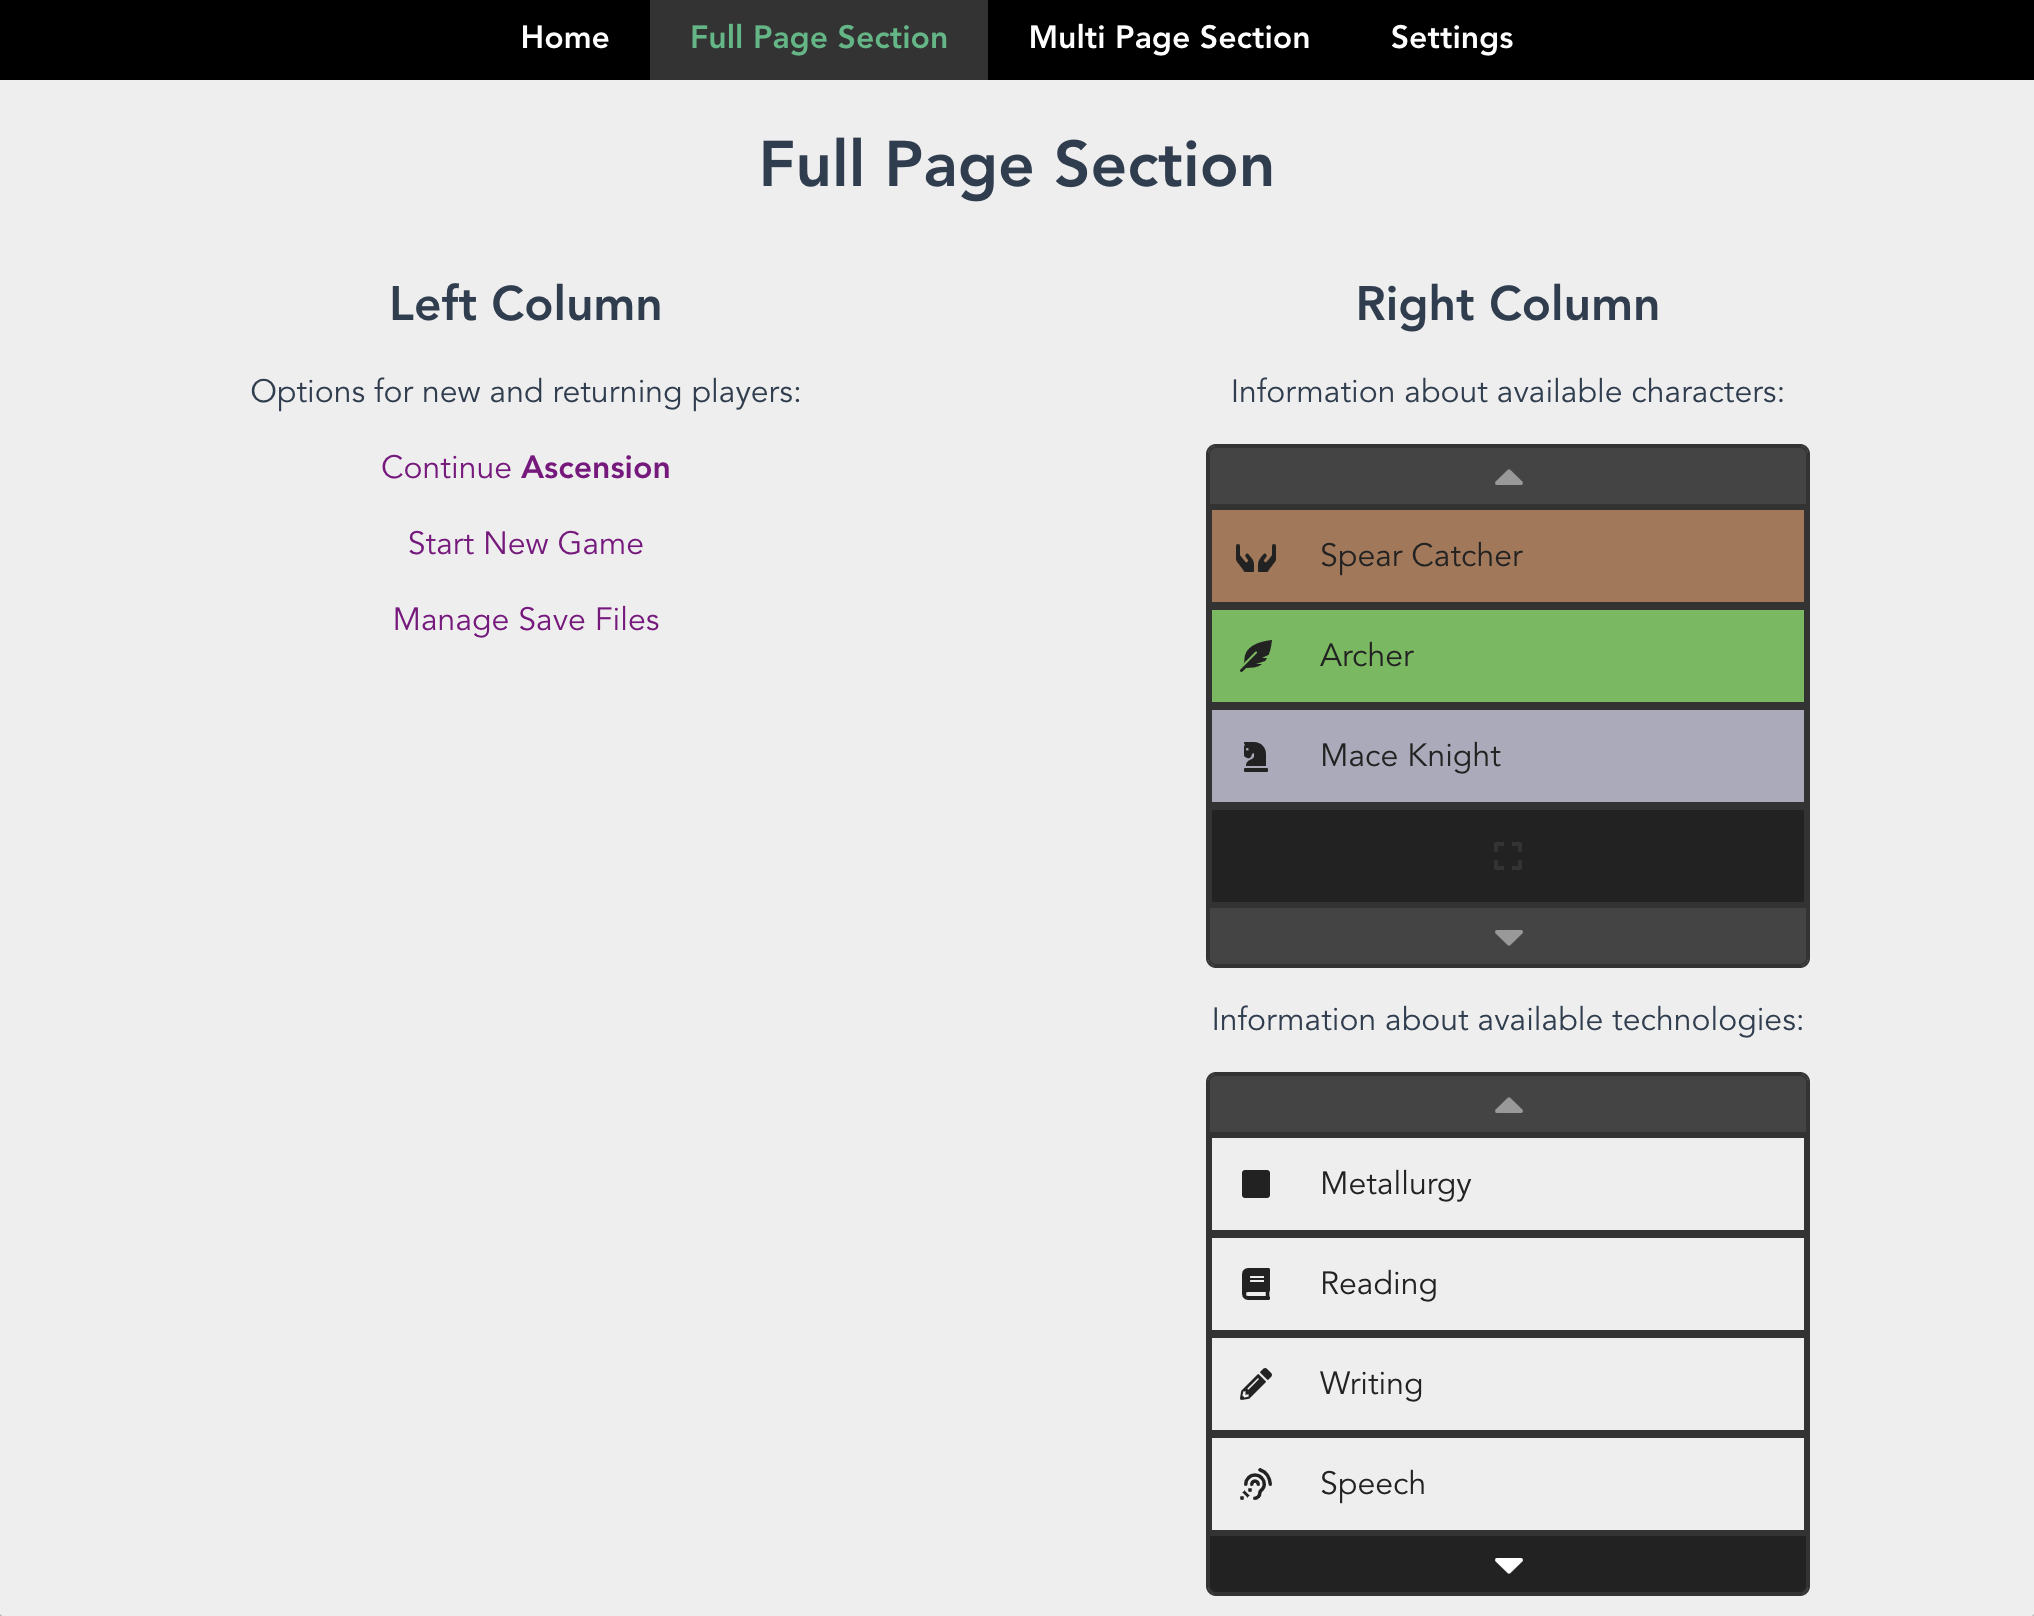 Home
Full Page Section
Multi Page Section
Settings
Full Page Section
Left Column
Options for new and returning players:
Continue Ascension
Start New Game
Manage Save Files
Right Column
Information about available characters:
Spear Catcher
Archer
Mace Knight
Information about available technologies:
Metallurgy
Reading
Writing
Speech